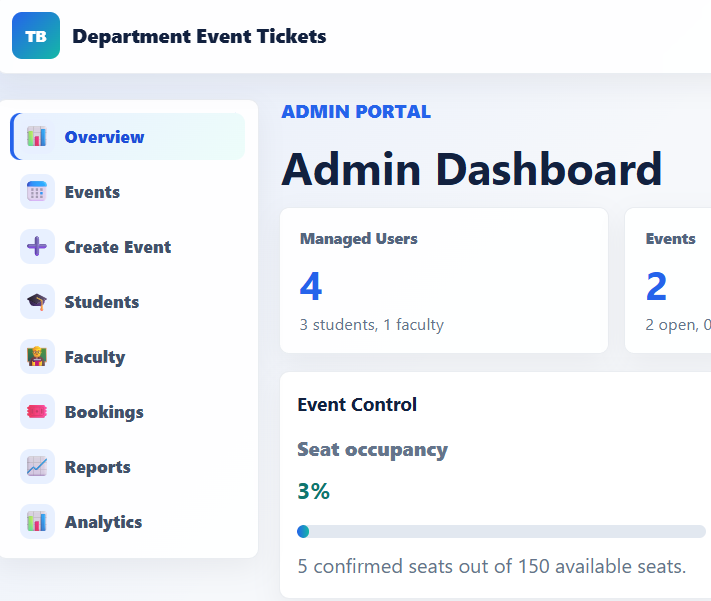 TB
Department Event Tickets
Overview
Events
Create Event
Students
Faculty
Bookings
Reports
Analytics
ADMIN PORTAL
Admin Dashboard
Managed Users
4
3 students, 1 faculty
Events
2
2 open, 0
Event Control
Seat occupancy
3%
5 confirmed seats out of 150 available seats.